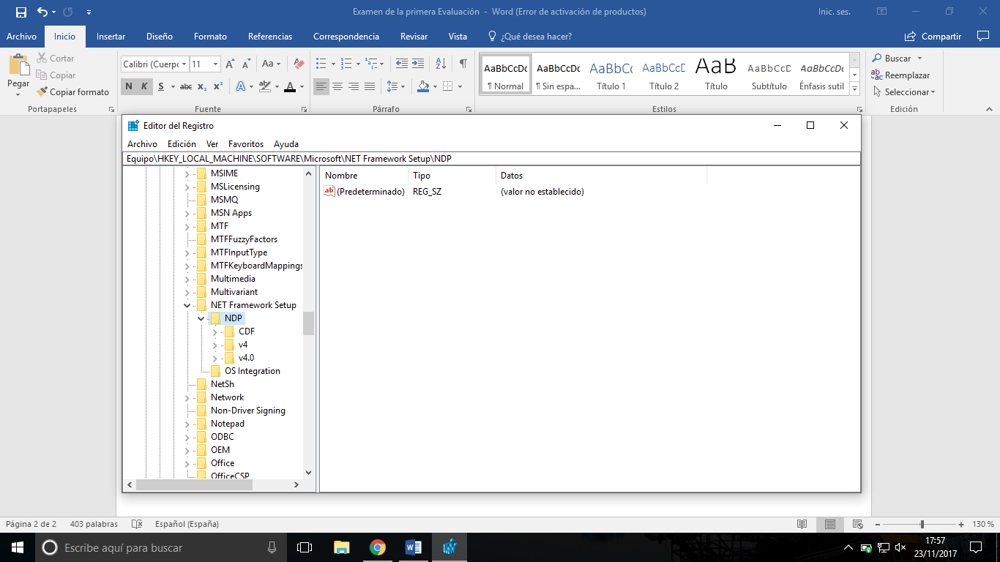 Examen de la primera Evaluación - Word (Error de activación de productos)
Inic. ses.
Archivo Inicio Insertar Diseño Formato Referencias Correspondencia Revisar Vista ¿Qué desea hacer? Compartir
Pegar
Cortar
Copiar
Copiar formato
Portapapeles
Calibri (Cuerpo 11
Aa
N K S abc x₂ x²
A ab A
Fuente
Párrafo
AaBbCcDc AaBbCcDc AaBbCc AaBbCcD AaB AaBbCcD AaBbCcDc
¶ Normal ¶ Sin espa... Título 1 Título 2 Título Subtítulo Énfasis sutil
Estilos
Buscar
Reemplazar
Seleccionar
Edición
Editor del Registro
Archivo Edición Ver Favoritos Ayuda
Equipo\HKEY_LOCAL_MACHINE\SOFTWARE\Microsoft\NET Framework Setup\NDP
MSIME
MSLicensing
MSMQ
MSN Apps
MTF
MTFFuzzyFactors
MTFInputType
MTFKeyboardMappings
Multimedia
Multivariant
NET Framework Setup
NDP
CDF
v4
v4.0
OS Integration
NetSh
Network
Non-Driver Signing
Notepad
ODBC
OEM
Office
OfficeCSP
Nombre Tipo Datos
ab (Predeterminado) REG_SZ (valor no establecido)
Página 2 de 2 403 palabras Español (España) 130 %
Escribe aquí para buscar
17:57
23/11/2017